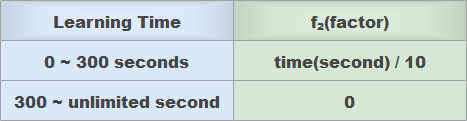 Learning Time f₂(factor)
0 ~ 300 seconds time(second) / 10
300 ~ unlimited second 0